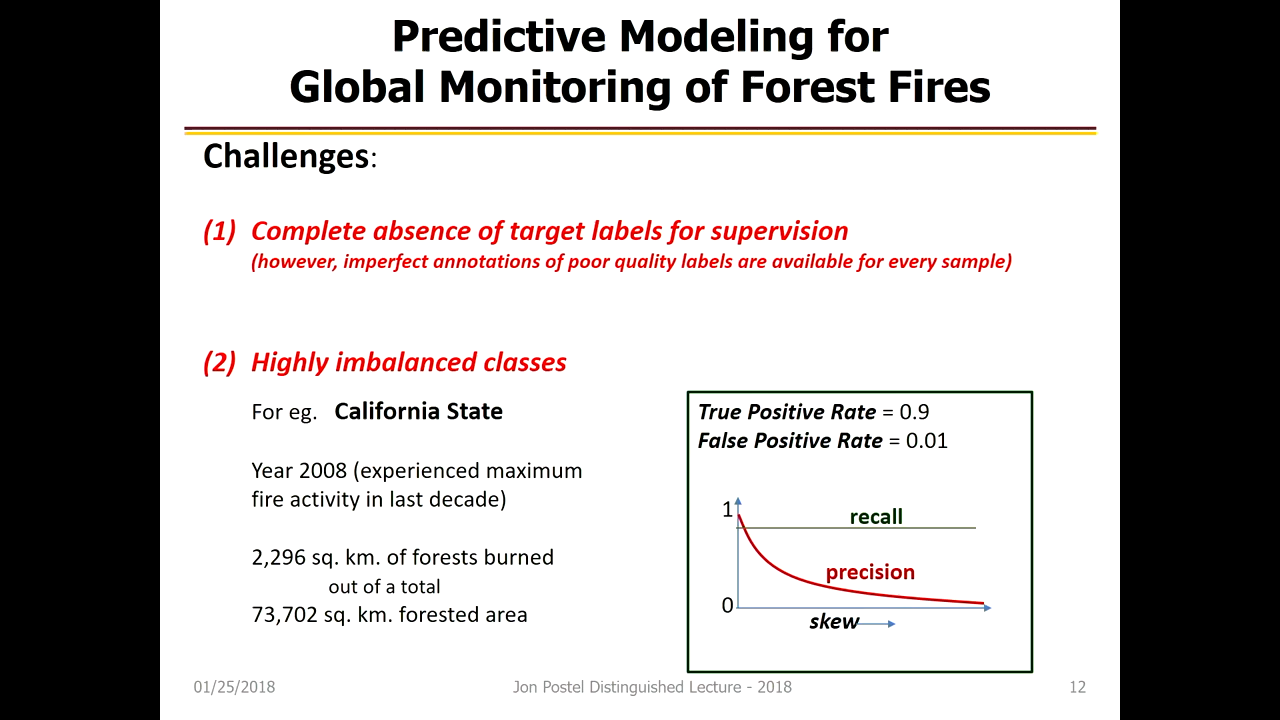 Predictive Modeling for
Global Monitoring of Forest Fires
Challenges:
(1) Complete absence of target labels for supervision
(however, imperfect annotations of poor quality labels are available for every sample)
(2) Highly imbalanced classes
For eg. California State
Year 2008 (experienced maximum
fire activity in last decade)
2,296 sq. km. of forests burned
out of a total
73,702 sq. km. forested area
True Positive Rate = 0.9
False Positive Rate = 0.01
1
recall
precision
0
skew
01/25/2018
Jon Postel Distinguished Lecture - 2018
12